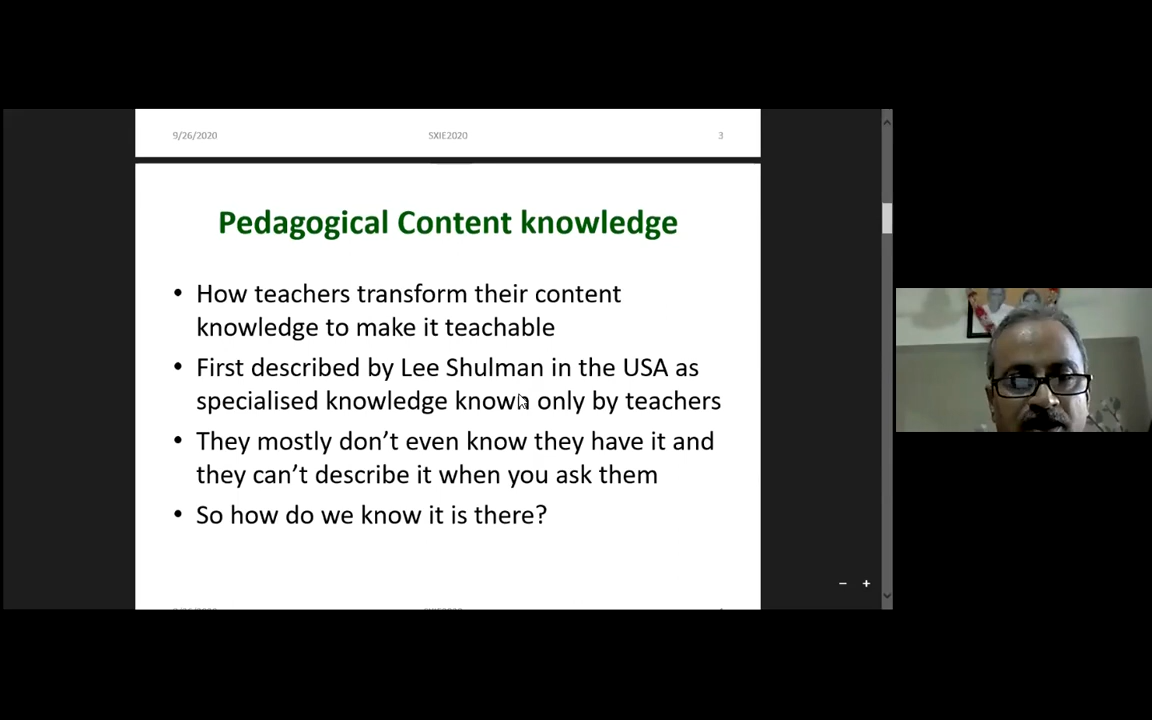 9/26/2020 SXIE2020 3
Pedagogical Content knowledge
• How teachers transform their content
knowledge to make it teachable
• First described by Lee Shulman in the USA as
specialised knowledge known only by teachers
• They mostly don’t even know they have it and
they can’t describe it when you ask them
• So how do we know it is there?